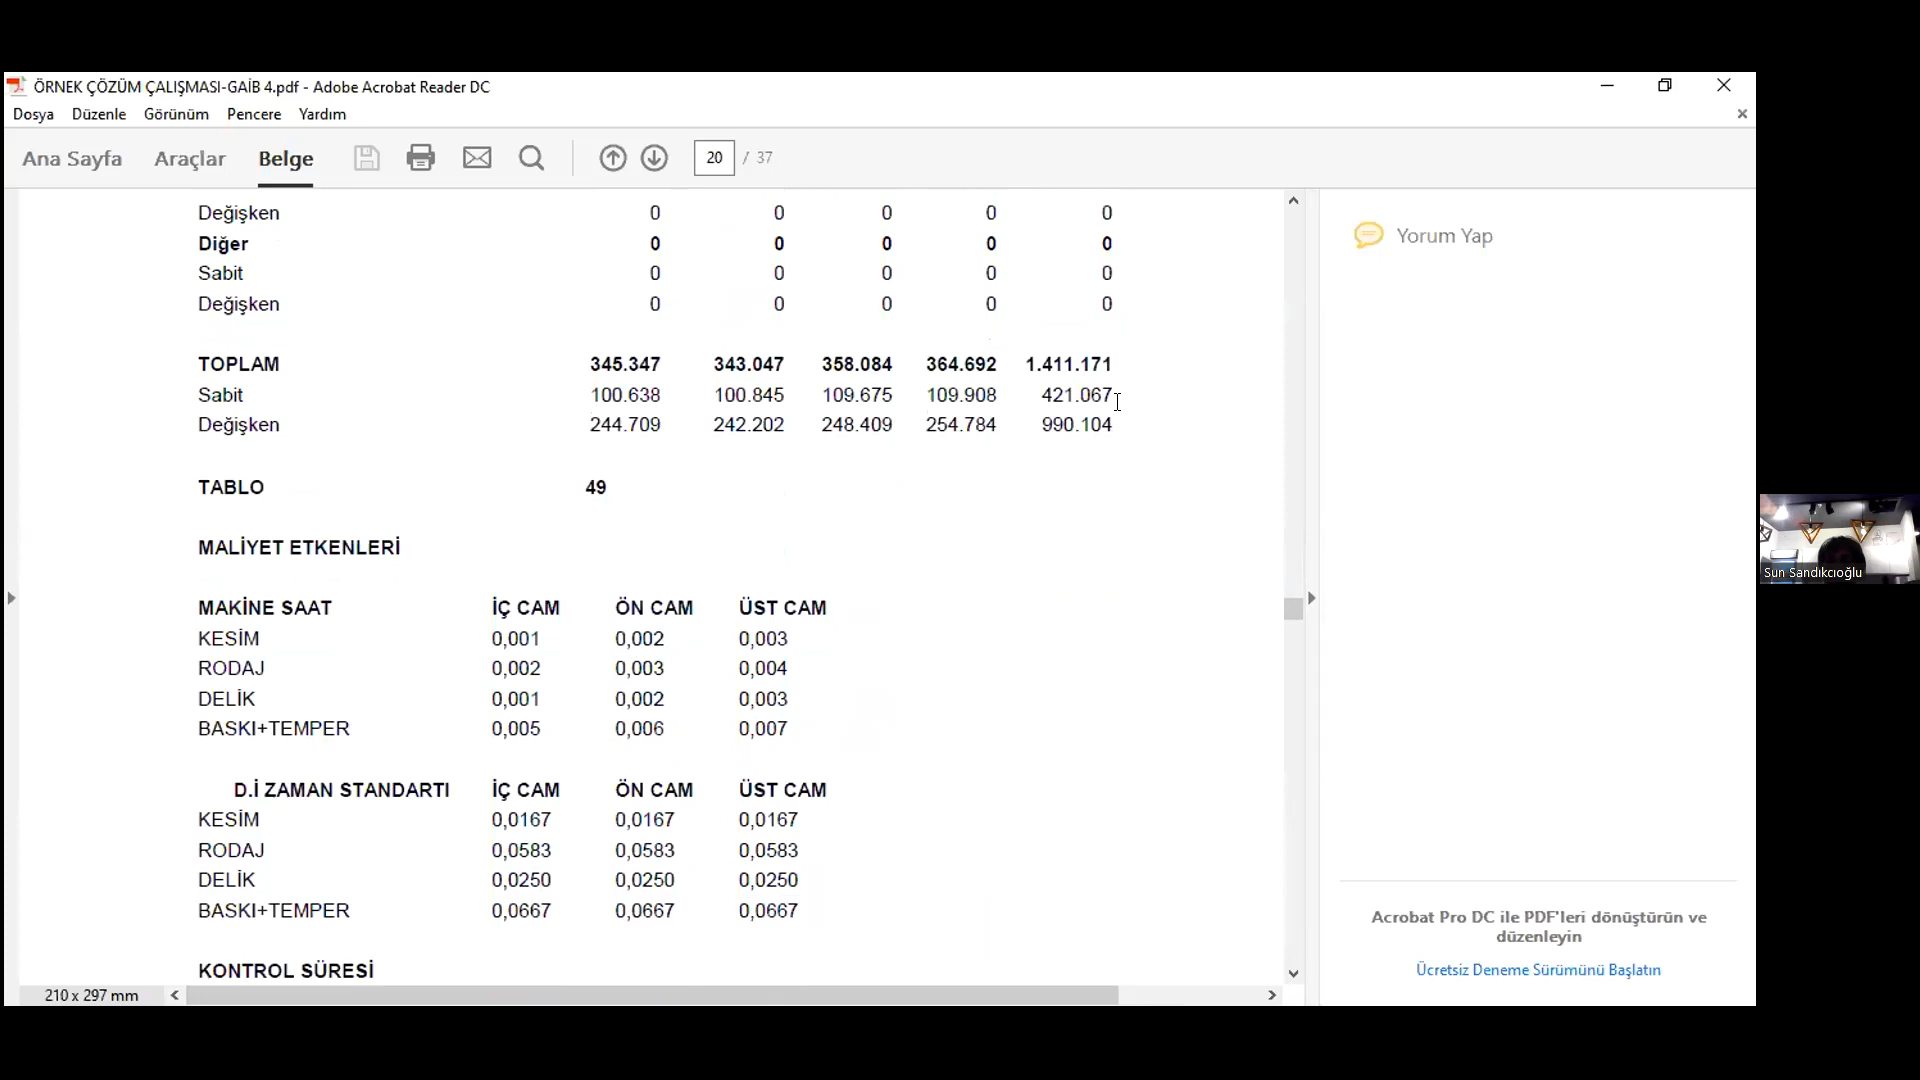 ÖRNEK ÇÖZÜM ÇALIŞMASI-GAİB 4.pdf - Adobe Acrobat Reader DC
Dosya Düzenle Görünüm Pencere Yardım
Ana Sayfa Araçlar Belge 20 / 37
Değişken 0 0 0 0 0
Diğer 0 0 0 0 0
Sabit 0 0 0 0 0
Değişken 0 0 0 0 0
TOPLAM 345.347 343.047 358.084 364.692 1.411.171
Sabit 100.638 100.845 109.675 109.908 421.067
Değişken 244.709 242.202 248.409 254.784 990.104
TABLO 49
MALİYET ETKENLERİ
MAKİNE SAAT İÇ CAM ÖN CAM ÜST CAM
KESİM 0,001 0,002 0,003
RODAJ 0,002 0,003 0,004
DELİK 0,001 0,002 0,003
BASKI+TEMPER 0,005 0,006 0,007
D.İ ZAMAN STANDARTI İÇ CAM ÖN CAM ÜST CAM
KESİM 0,0167 0,0167 0,0167
RODAJ 0,0583 0,0583 0,0583
DELİK 0,0250 0,0250 0,0250
BASKI+TEMPER 0,0667 0,0667 0,0667
KONTROL SÜRESİ
210 x 297 mm
Yorum Yap
Acrobat Pro DC ile PDF'leri dönüştürün ve
düzenleyin
Ücretsiz Deneme Sürümünü Başlatın
Sun Sandıkcıoğlu